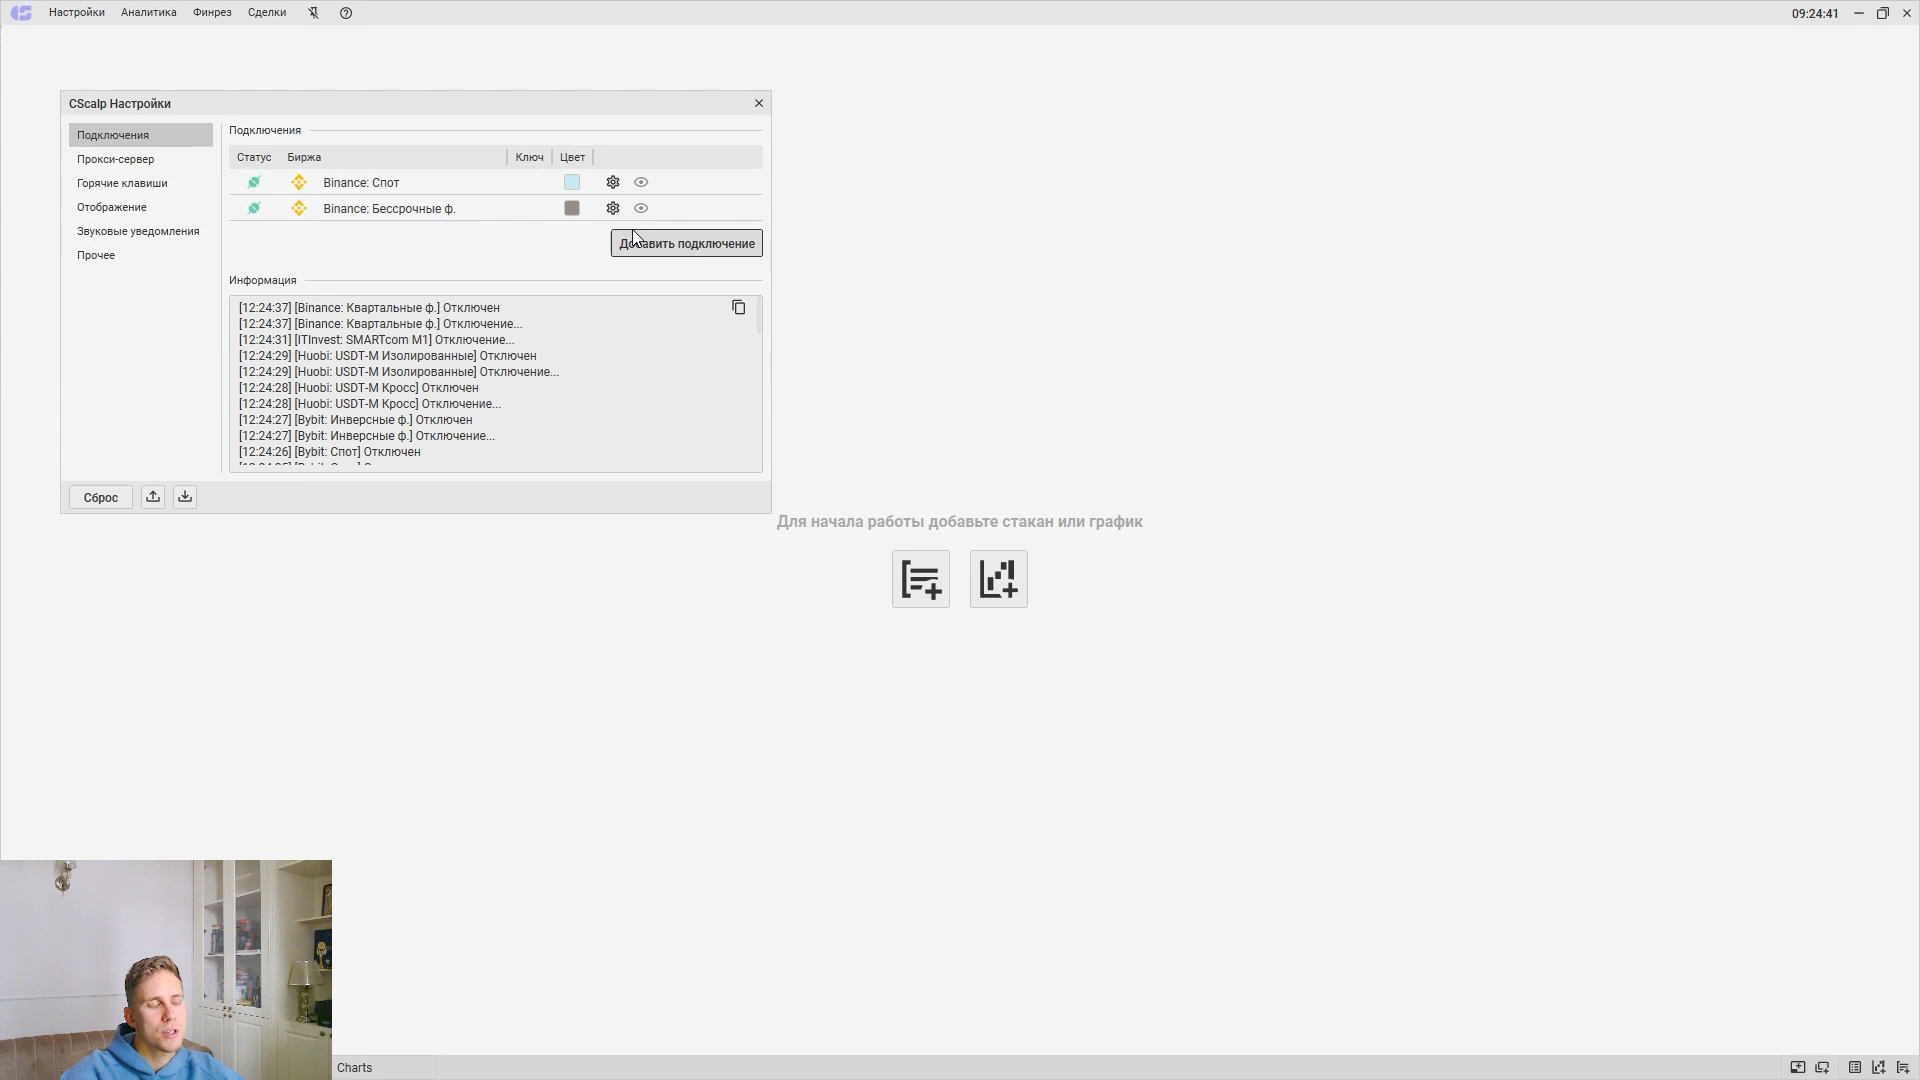 Настройки Аналитика Финрез Сделки
09:24:41
CScalp Настройки
Подключения
Прокси-сервер
Горячие клавиши
Отображение
Звуковые уведомления
Прочее
Подключения
Статус Биржа Ключ Цвет
Binance: Спот
Binance: Бессрочные ф.
Добавить подключение
Информация
[12:24:37] [Binance: Квартальные ф.] Отключен
[12:24:37] [Binance: Квартальные ф.] Отключение...
[12:24:31] [ITInvest: SMARTcom M1] Отключение...
[12:24:29] [Huobi: USDT-M Изолированные] Отключен
[12:24:29] [Huobi: USDT-M Изолированные] Отключение...
[12:24:28] [Huobi: USDT-M Кросс] Отключен
[12:24:28] [Huobi: USDT-M Кросс] Отключение...
[12:24:27] [Bybit: Инверсные ф.] Отключен
[12:24:27] [Bybit: Инверсные ф.] Отключение...
[12:24:26] [Bybit: Спот] Отключен
Сброс
Для начала работы добавьте стакан или график
Charts